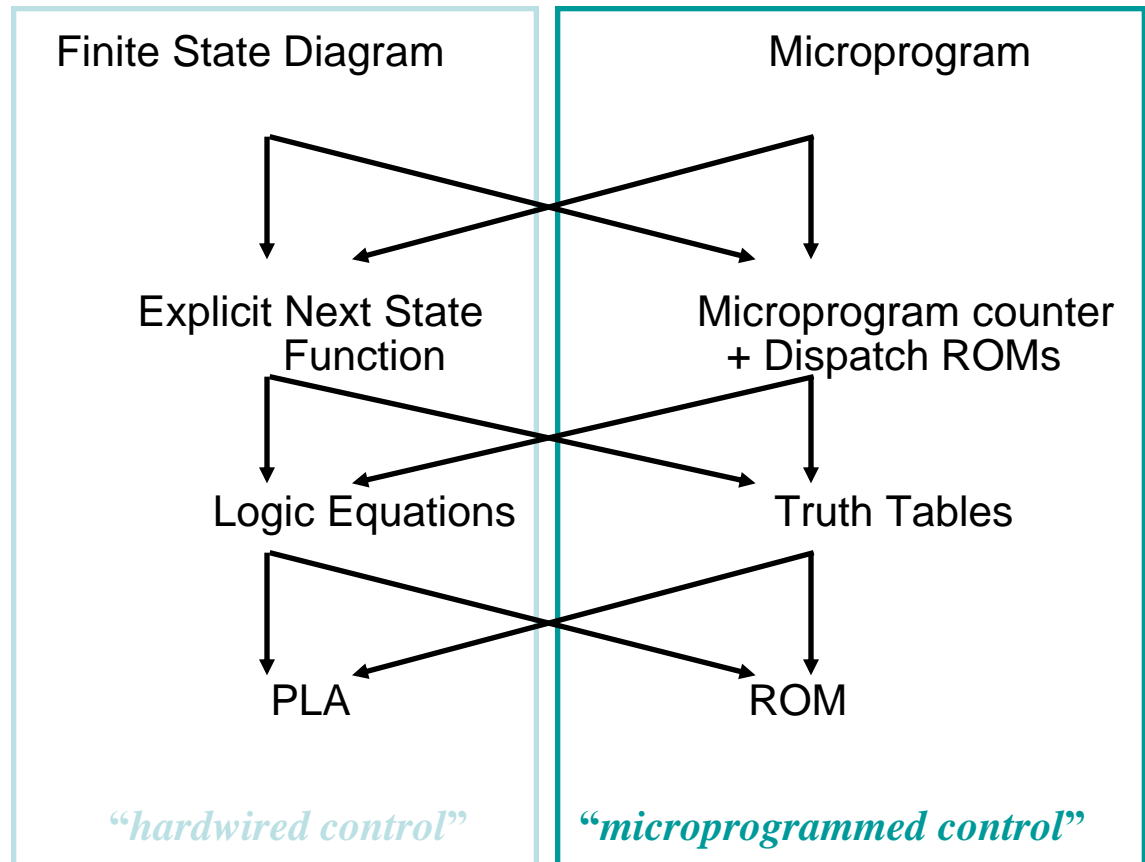 Finite State Diagram
Microprogram
Explicit Next State
Function
Microprogram counter
+ Dispatch ROMs
Logic Equations
Truth Tables
PLA
ROM
“hardwired control”
“microprogrammed control”